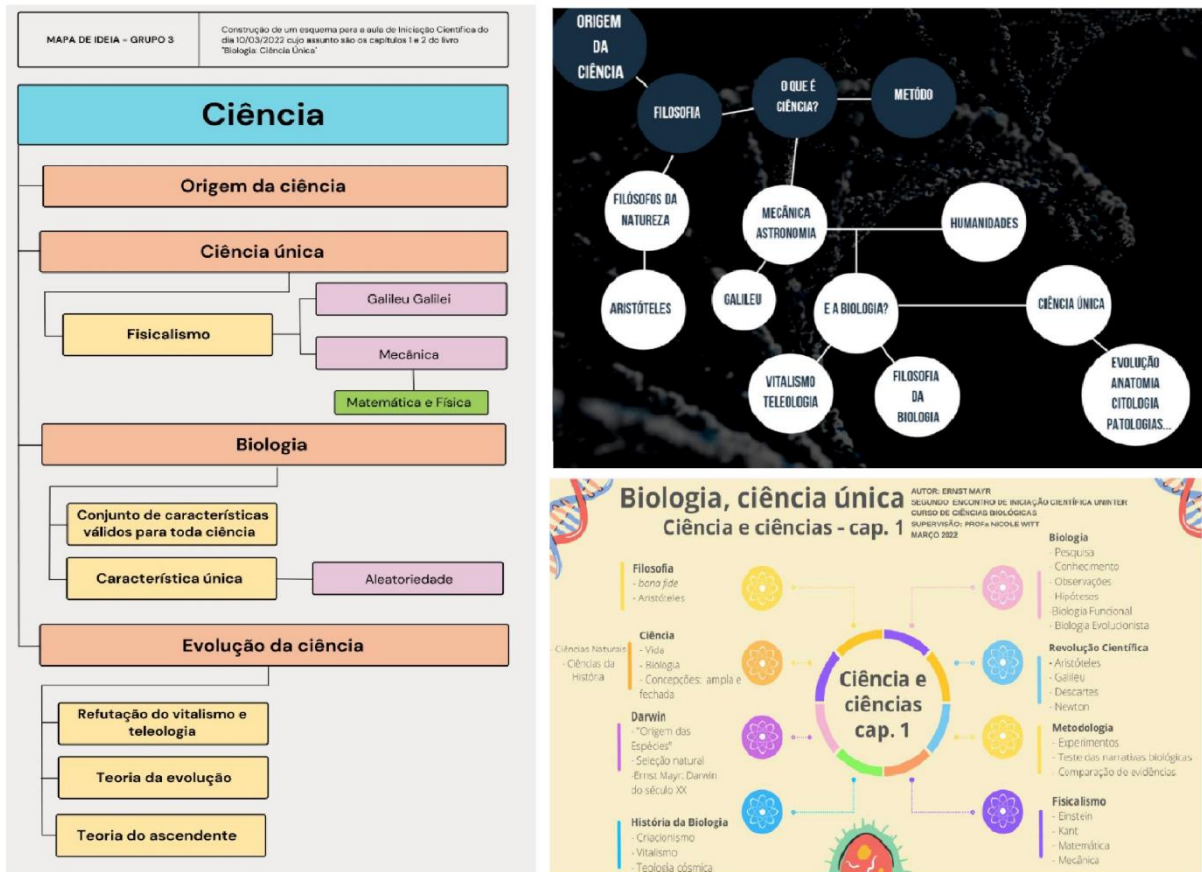 MAPA DE IDEIA - GRUPO 3
Construção de um esquema para a aula de Iniciação Científica do
dia 10/03/2022 cujo assunto são os capítulos 1 e 2 do livro
"Biologia: Ciência Única"
Ciência
Origem da ciência
Ciência única
Galileu Galilei
Fisicalismo
Mecânica
Matemática e Física
Biologia
Conjunto de características
válidos para toda ciência
Característica única
Aleatoriedade
Evolução da ciência
Refutação do vitalismo e
teleologia
Teoria da evolução
Teoria do ascendente
ORIGEM
DA
CIÊNCIA
FILOSOFIA
O QUE É
CIÊNCIA?
METÓDO
FILÓSOFOS DA
NATUREZA
MECÂNICA
ASTRONOMIA
HUMANIDADES
ARISTÓTELES
GALILEU
E A BIOLOGIA?
CIÊNCIA ÚNICA
VITALISMO
TELEOLOGIA
FILOSOFIA
DA
BIOLOGIA
EVOLUÇÃO
ANATOMIA
CITOLOGIA
PATOLOGIAS...
Biologia, ciência única
Ciência e ciências - cap. 1
AUTOR: ERNST MAYR
SEGUNDO ENCONTRO DE INICIAÇÃO CIENTÍFICA UNINTER
CURSO DE CIÊNCIAS BIOLÓGICAS
SUPERVISÃO: PROFa NICOLE WITT
MARÇO 2022
Filosofia
- bona fide
- Aristóteles
Ciência
- Vida
- Biologia
- Concepções: ampla e
fechada
- Ciências Naturais
- Ciências da
História
Darwin
- "Origem das
Espécies"
- Seleção natural
-Ernst Mayr: Darwin
do século XX
História da Biologia
- Criacionismo
- Vitalismo
- Teologia cósmica
Ciência e
ciências
cap. 1
Biologia
- Pesquisa
- Conhecimento
- Observações
- Hipóteses
-Biologia Funcional
- Biologia Evolucionista
Revolução Científica
- Aristóteles
- Galileu
- Descartes
- Newton
Metodologia
- Experimentos
- Teste das narrativas biológicas
- Comparação de evidências
Fisicalismo
- Einstein
- Kant
- Matemática
- Mecânica